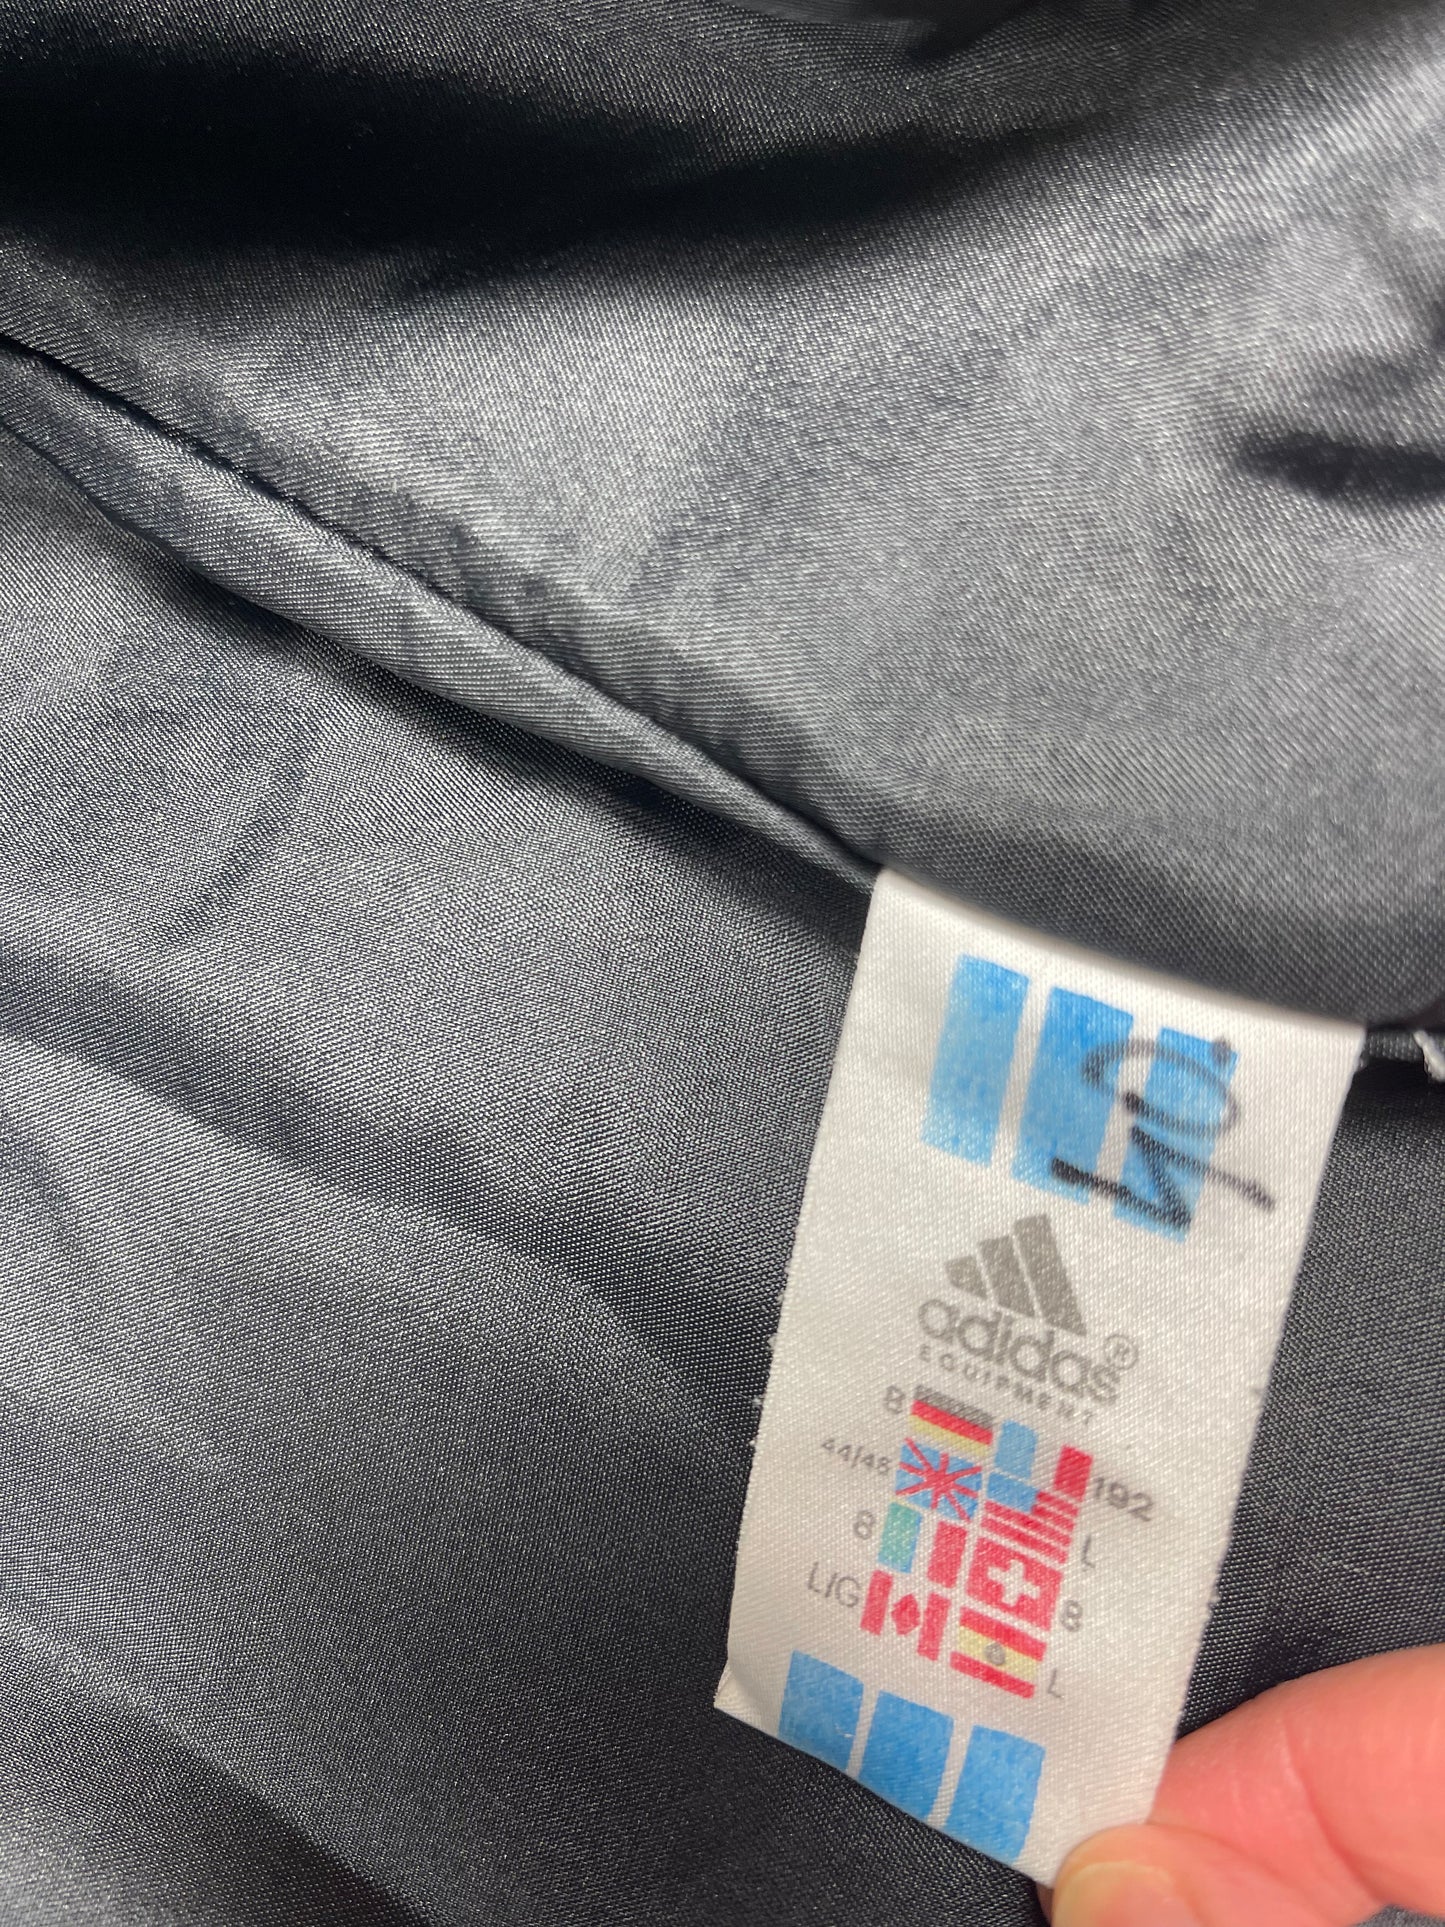 adidas®
EQUIPMENT
8 192
44/46 L
8 8
L/G L